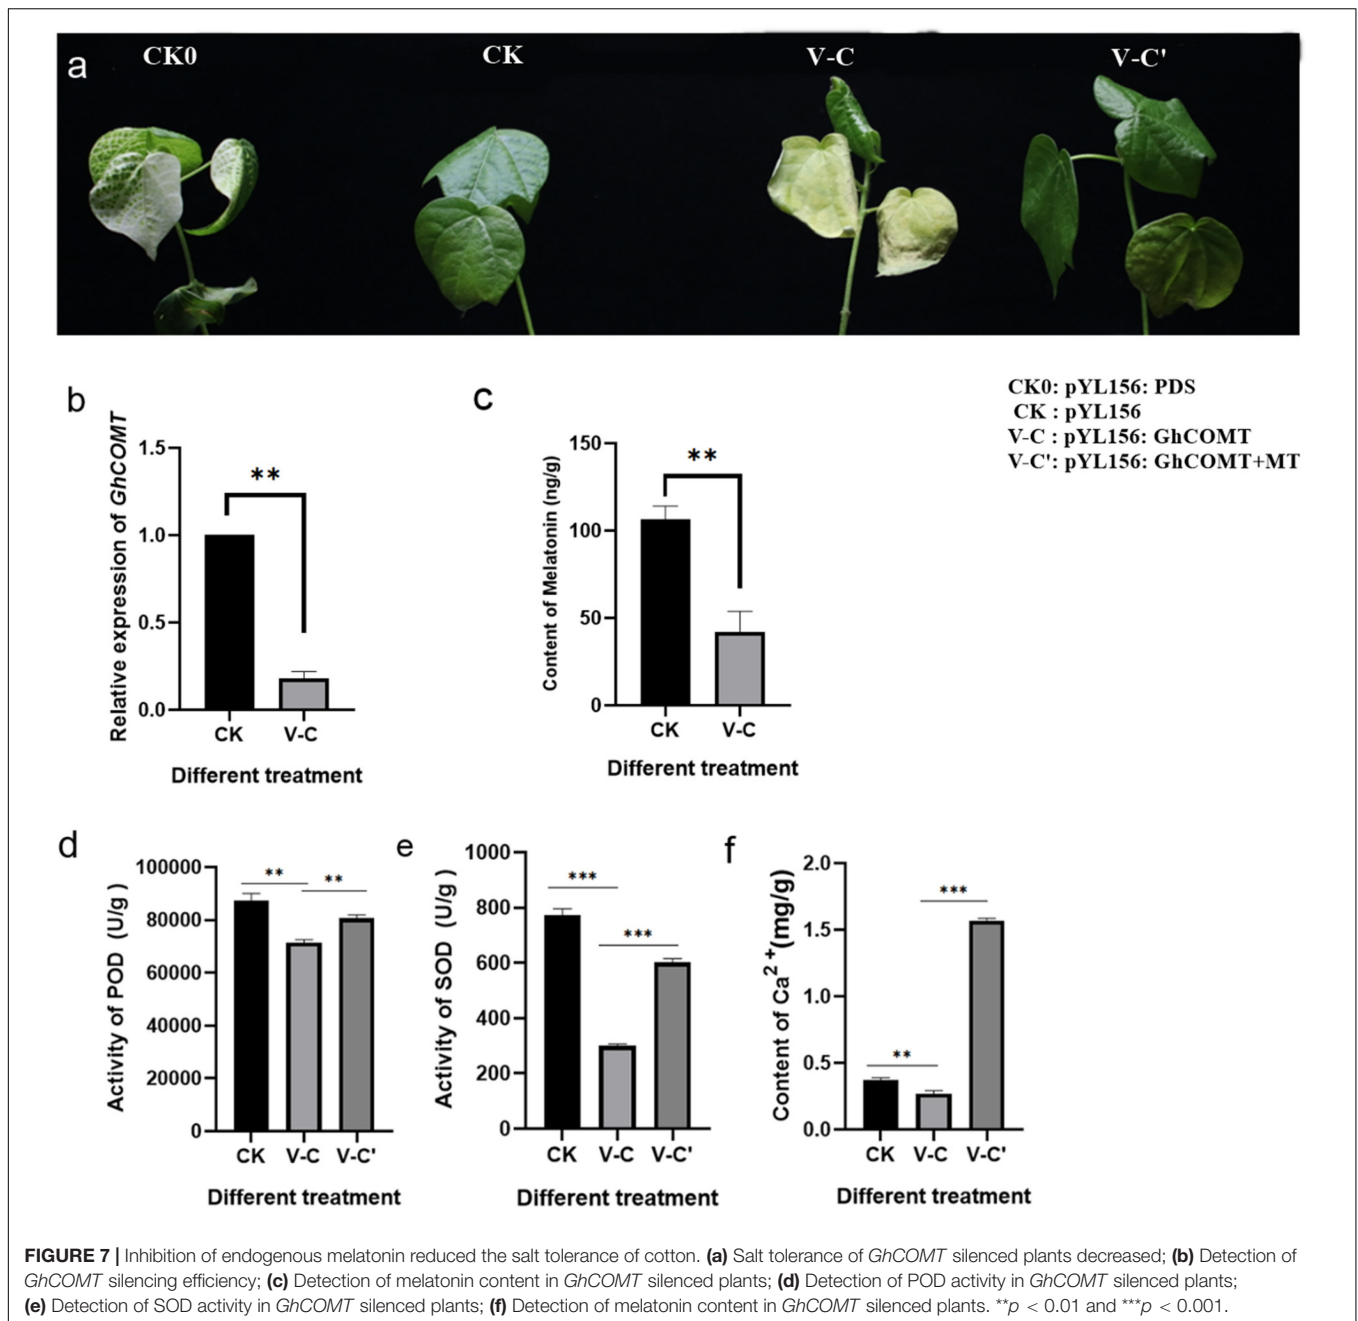 a
CK0 CK V-C V-C'
CK0: pYL156: PDS
CK : pYL156
V-C : pYL156: GhCOMT
V-C': pYL156: GhCOMT+MT
b
Relative expression of GhCOMT
1.5
1.0
0.5
0.0
**
CK V-C
Different treatment
c
Content of Melatonin (ng/g)
150
100
50
0
**
CK V-C
Different treatment
d
Activity of POD (U/g )
100000
80000
60000
40000
20000
0
** **
CK V-C V-C'
Different treatment
e
Activity of SOD (U/g )
1000
800
600
400
200
0
***
***
CK V-C V-C'
Different treatment
f
Content of Ca2+(mg/g)
2.0
1.5
1.0
0.5
0.0
***
**
CK V-C V-C'
Different treatment
FIGURE 7 | Inhibition of endogenous melatonin reduced the salt tolerance of cotton. (a) Salt tolerance of GhCOMT silenced plants decreased; (b) Detection of
GhCOMT silencing efficiency; (c) Detection of melatonin content in GhCOMT silenced plants; (d) Detection of POD activity in GhCOMT silenced plants;
(e) Detection of SOD activity in GhCOMT silenced plants; (f) Detection of melatonin content in GhCOMT silenced plants. **p < 0.01 and ***p < 0.001.